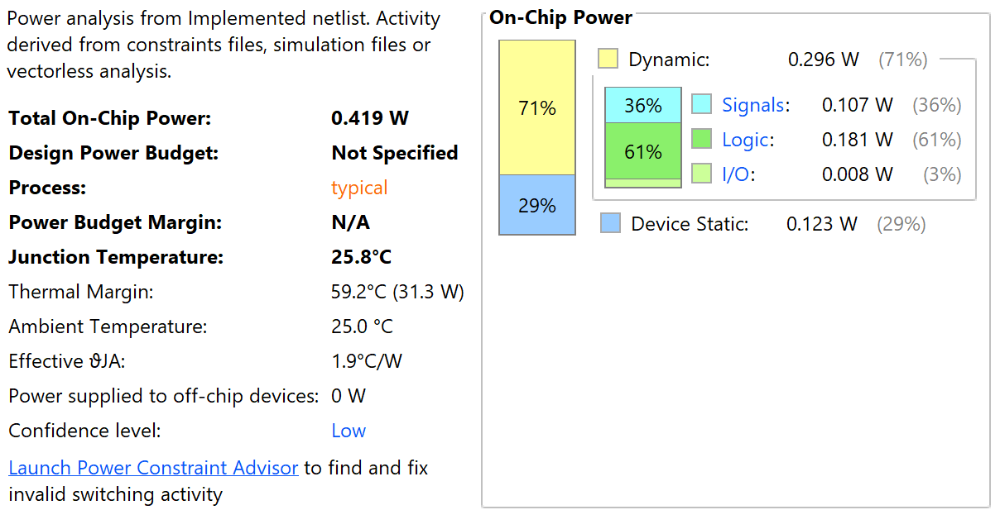 Power analysis from Implemented netlist. Activity
derived from constraints files, simulation files or
vectorless analysis.
Total On-Chip Power: 0.419 W
Design Power Budget: Not Specified
Process: typical
Power Budget Margin: N/A
Junction Temperature: 25.8°C
Thermal Margin: 59.2°C (31.3 W)
Ambient Temperature: 25.0 °C
Effective ϑJA: 1.9°C/W
Power supplied to off-chip devices: 0 W
Confidence level: Low
Launch Power Constraint Advisor to find and fix
invalid switching activity
On-Chip Power
71%
29%
Dynamic: 0.296 W (71%)
36%
61%
Signals: 0.107 W (36%)
Logic: 0.181 W (61%)
I/O: 0.008 W (3%)
Device Static: 0.123 W (29%)